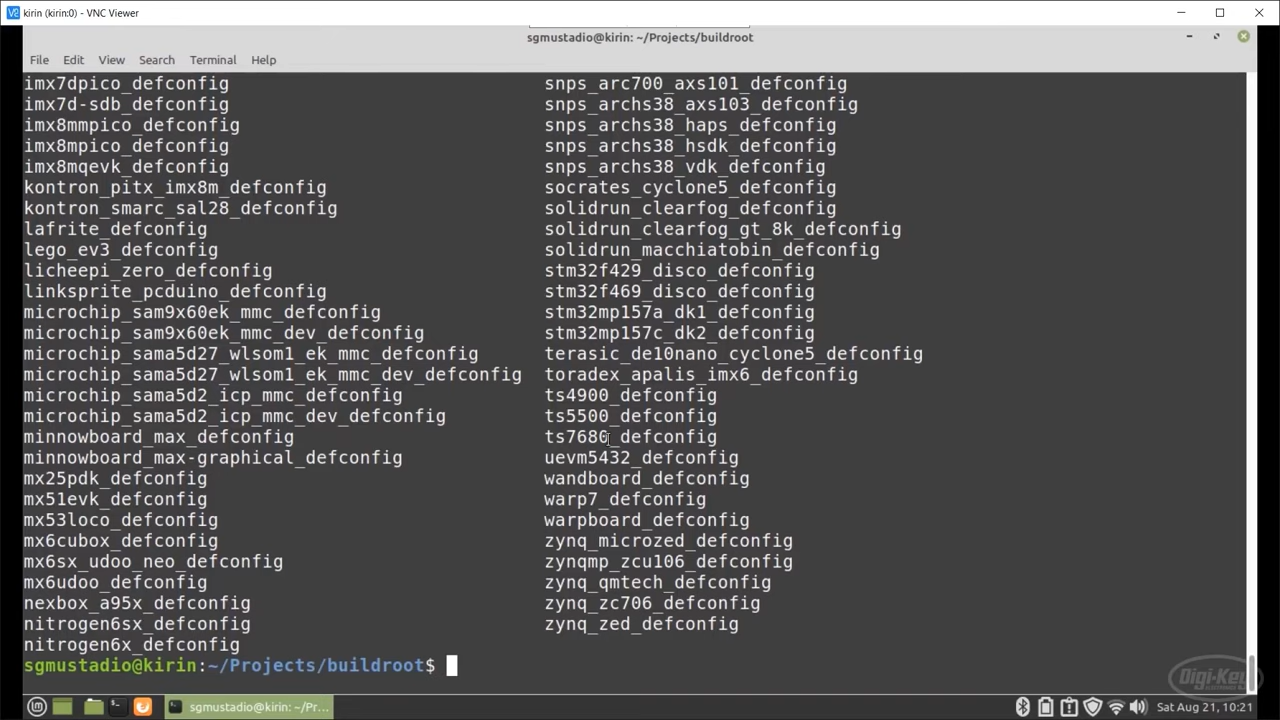 kirin (kirin:0) - VNC Viewer
sgmustadio@kirin: ~/Projects/buildroot
File Edit View Search Terminal Help
imx7dpico_defconfig snps_arc700_axs101_defconfig
imx7d-sdb_defconfig snps_archs38_axs103_defconfig
imx8mmpico_defconfig snps_archs38_haps_defconfig
imx8mpico_defconfig snps_archs38_hsdk_defconfig
imx8mqevk_defconfig snps_archs38_vdk_defconfig
kontron_pitx_imx8m_defconfig socrates_cyclone5_defconfig
kontron_smarc_sal28_defconfig solidrun_clearfog_defconfig
lafrite_defconfig solidrun_clearfog_gt_8k_defconfig
lego_ev3_defconfig solidrun_macchiatobin_defconfig
licheepi_zero_defconfig stm32f429_disco_defconfig
linksprite_pcduino_defconfig stm32f469_disco_defconfig
microchip_sam9x60ek_mmc_defconfig stm32mp157a_dk1_defconfig
microchip_sam9x60ek_mmc_dev_defconfig stm32mp157c_dk2_defconfig
microchip_sama5d27_wlsom1_ek_mmc_defconfig terasic_de10nano_cyclone5_defconfig
microchip_sama5d27_wlsom1_ek_mmc_dev_defconfig toradex_apalis_imx6_defconfig
microchip_sama5d2_icp_mmc_defconfig ts4900_defconfig
microchip_sama5d2_icp_mmc_dev_defconfig ts5500_defconfig
minnowboard_max_defconfig ts7680_defconfig
minnowboard_max-graphical_defconfig uevm5432_defconfig
mx25pdk_defconfig wandboard_defconfig
mx51evk_defconfig warp7_defconfig
mx53loco_defconfig warpboard_defconfig
mx6cubox_defconfig zynq_microzed_defconfig
mx6sx_udoo_neo_defconfig zynqmp_zcu106_defconfig
mx6udoo_defconfig zynq_qmtech_defconfig
nexbox_a95x_defconfig zynq_zc706_defconfig
nitrogen6sx_defconfig zynq_zed_defconfig
nitrogen6x_defconfig
sgmustadio@kirin:~/Projects/buildroot$
Digi-Key
ELECTRONICS
sgmustadio@kirin: ~/Pr...
Sat Aug 21, 10:21